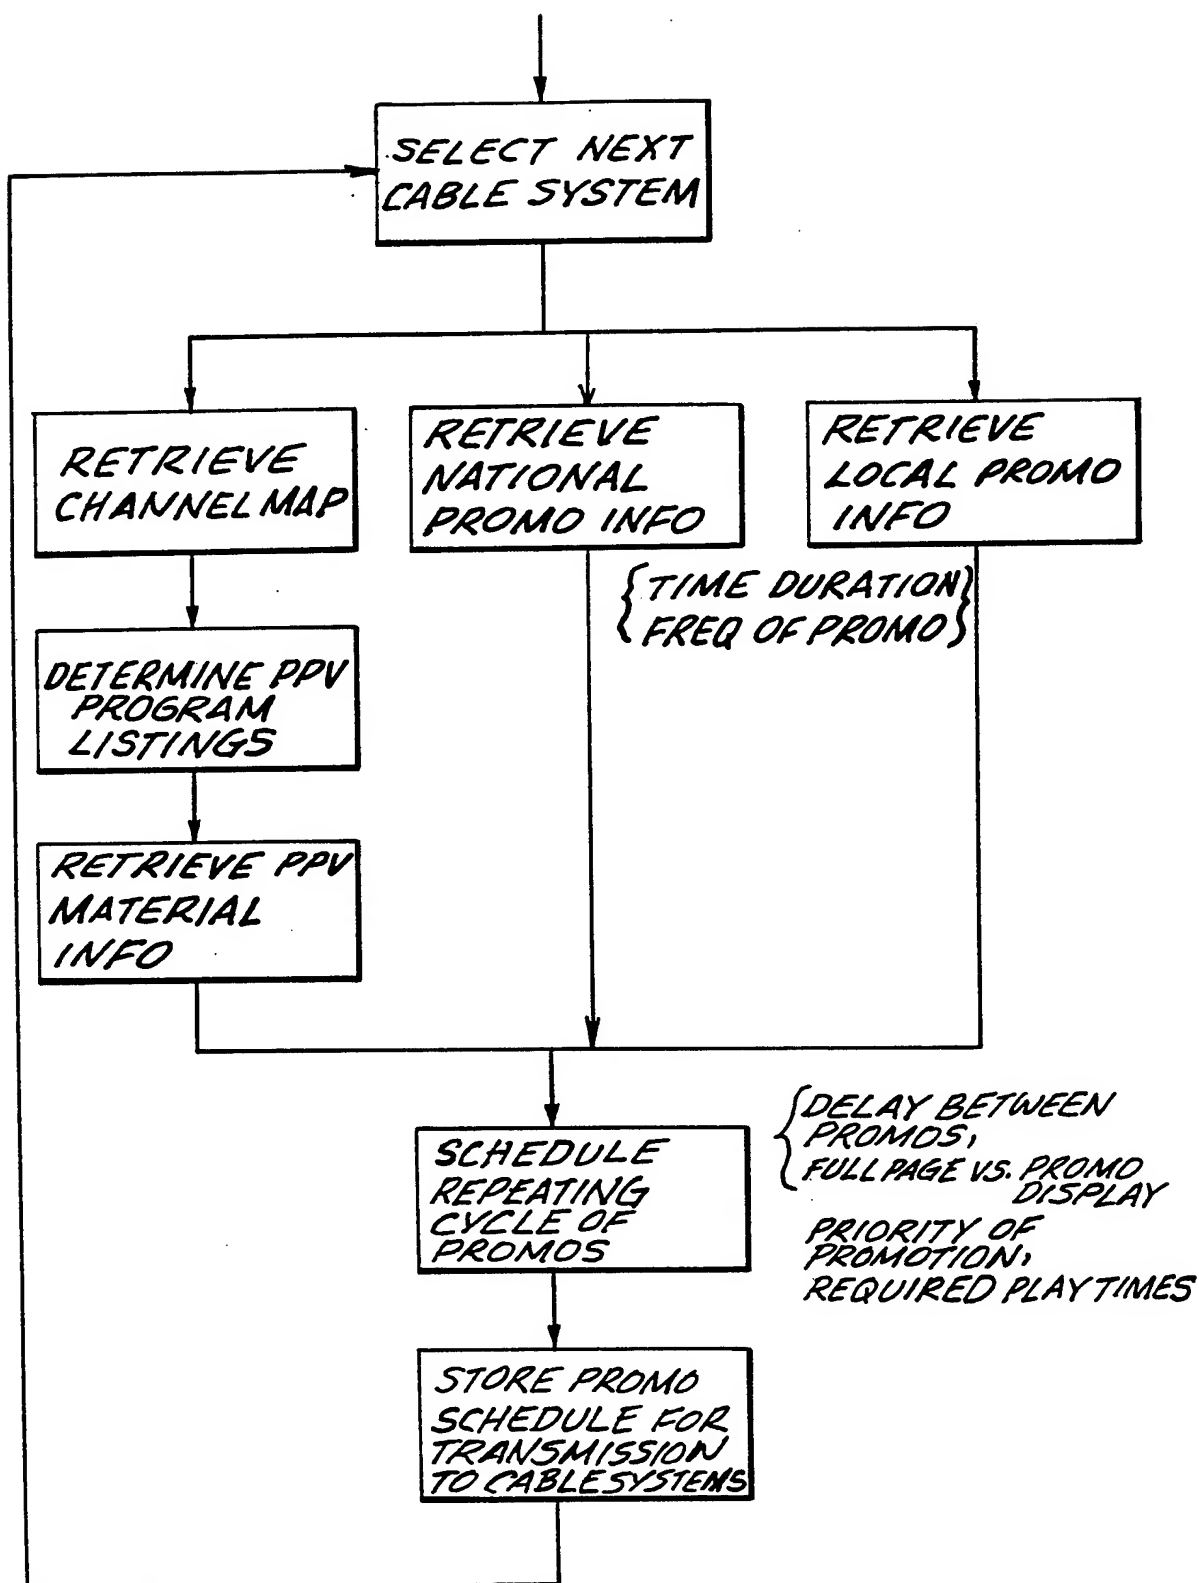 SELECT NEXT
CABLE SYSTEM
RETRIEVE
CHANNEL MAP
RETRIEVE
NATIONAL
PROMO INFO
RETRIEVE
LOCAL PROMO
INFO
{TIME DURATION}
{FREQ OF PROMO}
DETERMINE PPV
PROGRAM
LISTINGS
RETRIEVE PPV
MATERIAL
INFO
SCHEDULE
REPEATING
CYCLE OF
PROMOS
DELAY BETWEEN
PROMOS,
FULL PAGE VS. PROMO
DISPLAY
PRIORITY OF
PROMOTION,
REQUIRED PLAY TIMES
STORE PROMO
SCHEDULE FOR
TRANSMISSION
TO CABLE SYSTEMS